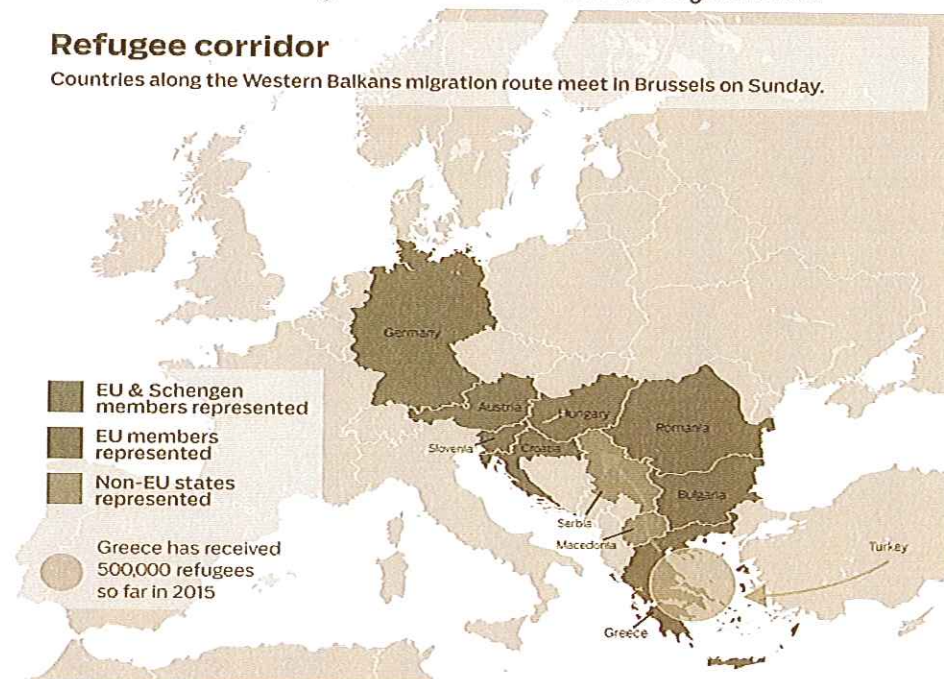 Refugee corridor
Countries along the Western Balkans migration route meet in Brussels on Sunday.
Germany
EU & Schengen
members represented
EU members
represented
Non-EU states
represented
Austria
Hungary
Slovenia
Croatia
Romania
Bulgaria
Serbia
Macedonia
Greece has received
500,000 refugees
so far in 2015
Turkey
Greece